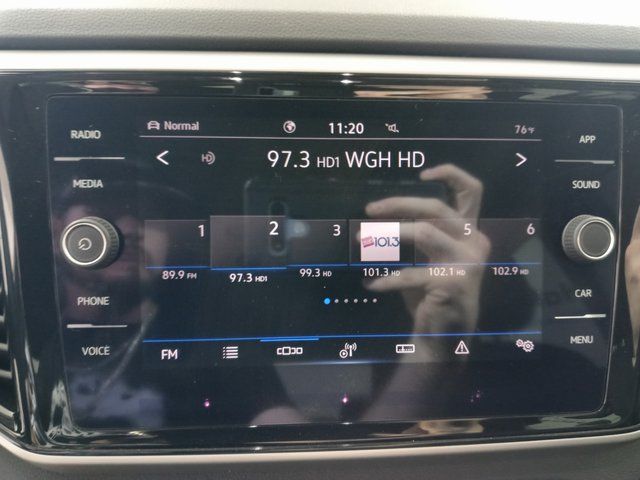 RADIO
MEDIA
PHONE
VOICE
Normal
11:20
76°F
97.3 HD1 WGH HD
1
2
3
5
6
101.3
89.9 FM
97.3 HD1
99.3 HD
101.3 HD
102.1 HD
102.9 HD
FM
APP
SOUND
CAR
MENU